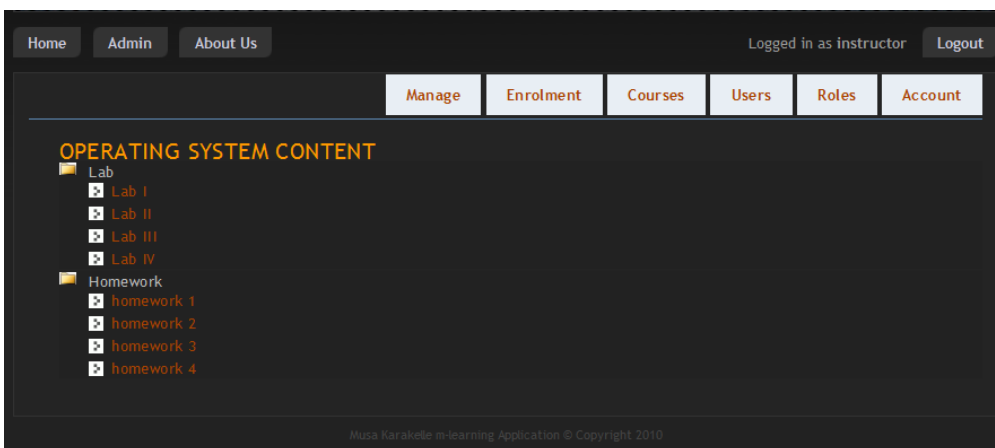 Home Admin About Us Logged in as instructor Logout
Manage Enrolment Courses Users Roles Account
OPERATING SYSTEM CONTENT
Lab
Lab I
Lab II
Lab III
Lab IV
Homework
homework 1
homework 2
homework 3
homework 4
Musa Karakelle m-learning Application © Copyright 2010